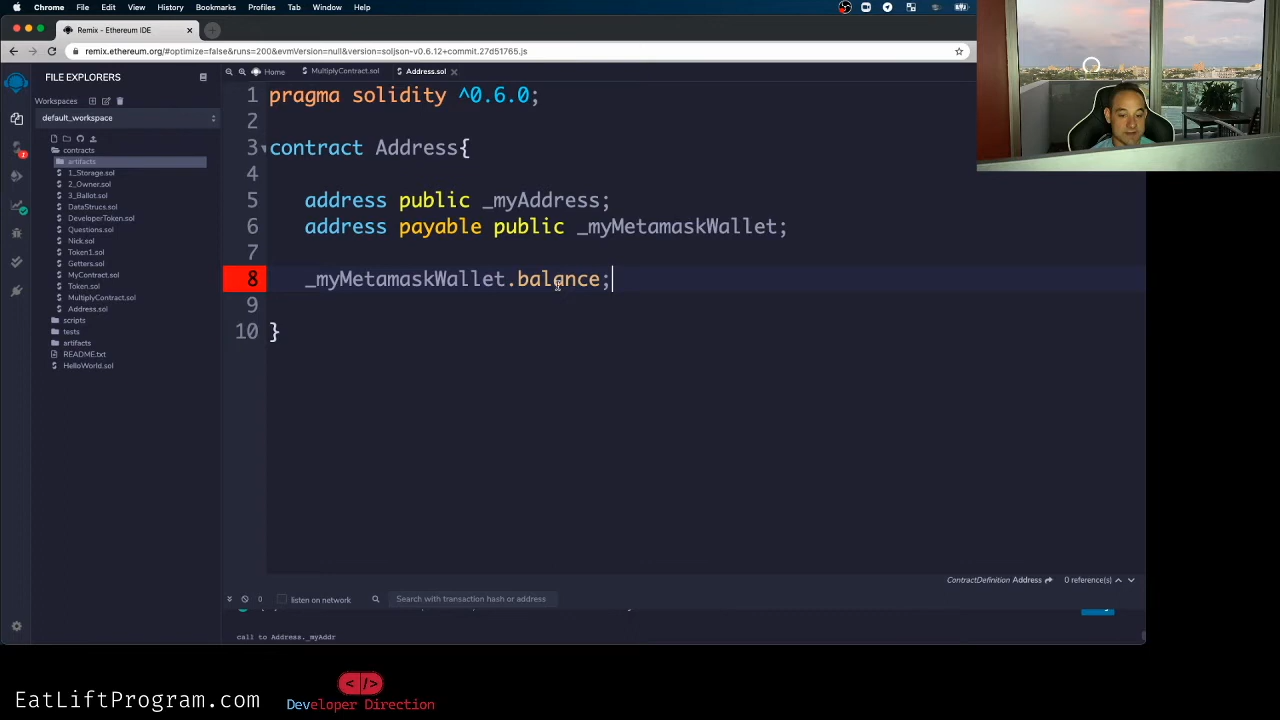 Chrome File Edit View History Bookmarks Profiles Tab Window Help
Remix - Ethereum IDE
remix.ethereum.org/#optimize=false&runs=200&evmVersion=null&version=soljson-v0.6.12+commit.27d51765.js
FILE EXPLORERS
Home MultiplyContract.sol Address.sol
Workspaces
default_workspace
contracts
artifacts
1_Storage.sol
2_Owner.sol
3_Ballot.sol
DataStrucs.sol
DeveloperToken.sol
Questions.sol
Nick.sol
Token1.sol
Getters.sol
MyContract.sol
Token.sol
MultiplyContract.sol
Address.sol
scripts
tests
artifacts
README.txt
HelloWorld.sol
1 pragma solidity ^0.6.0;
2
3 contract Address{
4
5 address public _myAddress;
6 address payable public _myMetamaskWallet;
7
8 _myMetamaskWallet.balance;
9
10 }
ContractDefinition Address 0 reference(s)
0 listen on network Search with transaction hash or address
call to Address._myAddr
EatLiftProgram.com
</>
Developer Direction